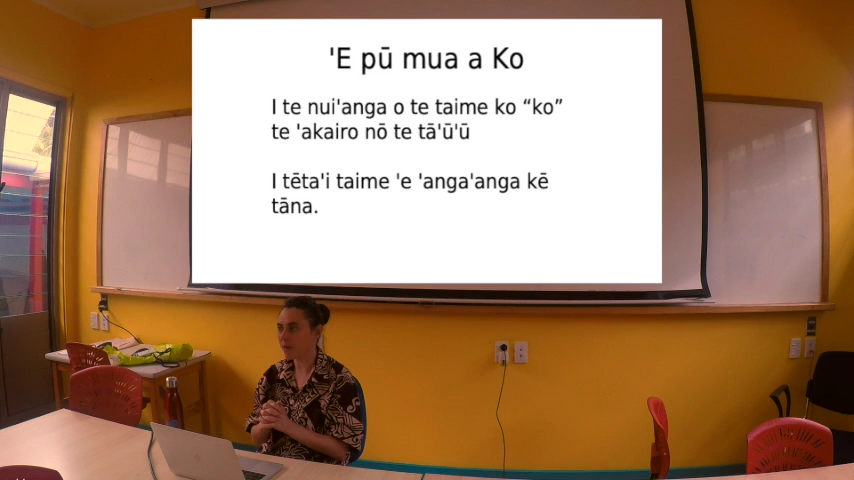 'E pū mua a Ko
I te nui'anga o te taime ko “ko”
te 'akairo nō te tā'ū'ū
I tēta'i taime 'e 'anga'anga kē
tāna.